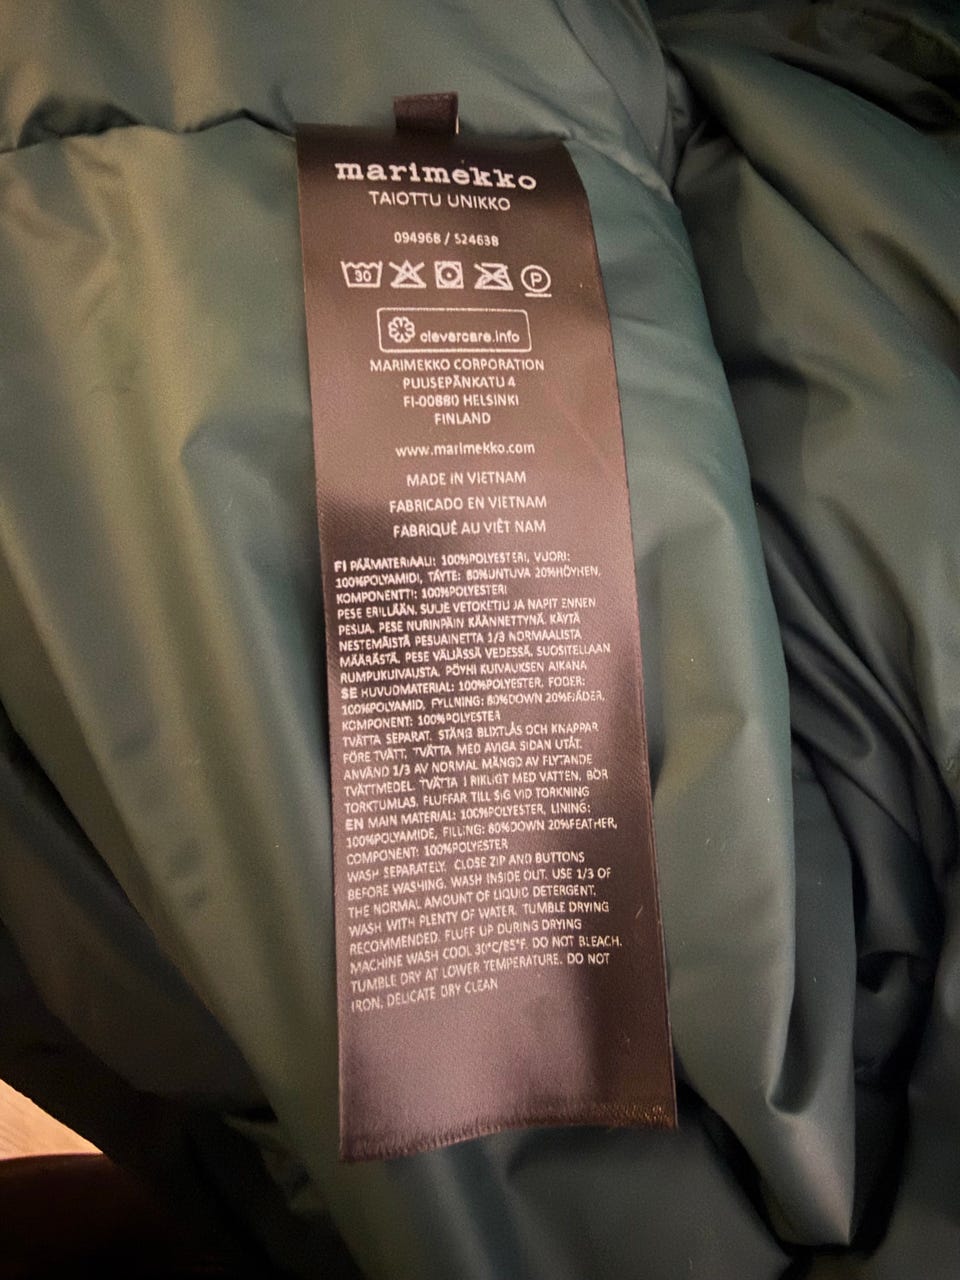 marimekko
TAIOTTU UNIKKO
094968 / 524638
30
P
clevercare.info
MARIMEKKO CORPORATION
PUUSEPÄNKATU 4
FI-00880 HELSINKI
FINLAND
www.marimekko.com
MADE IN VIETNAM
FABRICADO EN VIETNAM
FABRIQUÉ AU VIÊT NAM
FI PÄÄMATERIAALI: 100%POLYESTERI, VUORI:
100%POLYAMIDI, TÄYTE: 80%UNTUVA 20%HÖYHEN,
KOMPONENTTI: 100%POLYESTERI
PESE ERILLÄÄN. SULJE VETOKETJU JA NAPIT ENNEN
PESUA. PESE NURINPÄIN KÄÄNNETTYNÄ. KÄYTÄ
NESTEMÄISTÄ PESUAINETTA 1/3 NORMAALISTA
MÄÄRÄSTÄ. PESE VÄLJÄSSÄ VEDESSÄ. SUOSITELLAAN
RUMPUKUIVAUSTA. PÖYHI KUIVAUKSEN AIKANA
SE HUVUDMATERIAL: 100%POLYESTER, FODER:
100%POLYAMID, FYLLNING: 80%DOWN 20%FJÄDER,
KOMPONENT: 100%POLYESTER
TVÄTTA SEPARAT. STÄNG BLIXTLÅS OCH KNAPPAR
FÖRE TVÄTT. TVÄTTA MED AVIGA SIDAN UTÅT.
ANVÄND 1/3 AV NORMAL MÄNGD AV FLYTANDE
TVÄTTMEDEL. TVÄTTA I RIKLIGT MED VATTEN. BÖR
TORKTUMLAS. FLUFFAR TILL SIG VID TORKNING
EN MAIN MATERIAL: 100%POLYESTER, LINING:
100%POLYAMIDE, FILLING: 80%DOWN 20%FEATHER,
COMPONENT: 100%POLYESTER
WASH SEPARATELY. CLOSE ZIP AND BUTTONS
BEFORE WASHING. WASH INSIDE OUT. USE 1/3 OF
THE NORMAL AMOUNT OF LIQUID DETERGENT.
WASH WITH PLENTY OF WATER. TUMBLE DRYING
RECOMMENDED. FLUFF UP DURING DRYING
MACHINE WASH COOL 30°C/85°F. DO NOT BLEACH.
TUMBLE DRY AT LOWER TEMPERATURE. DO NOT
IRON. DELICATE DRY CLEAN